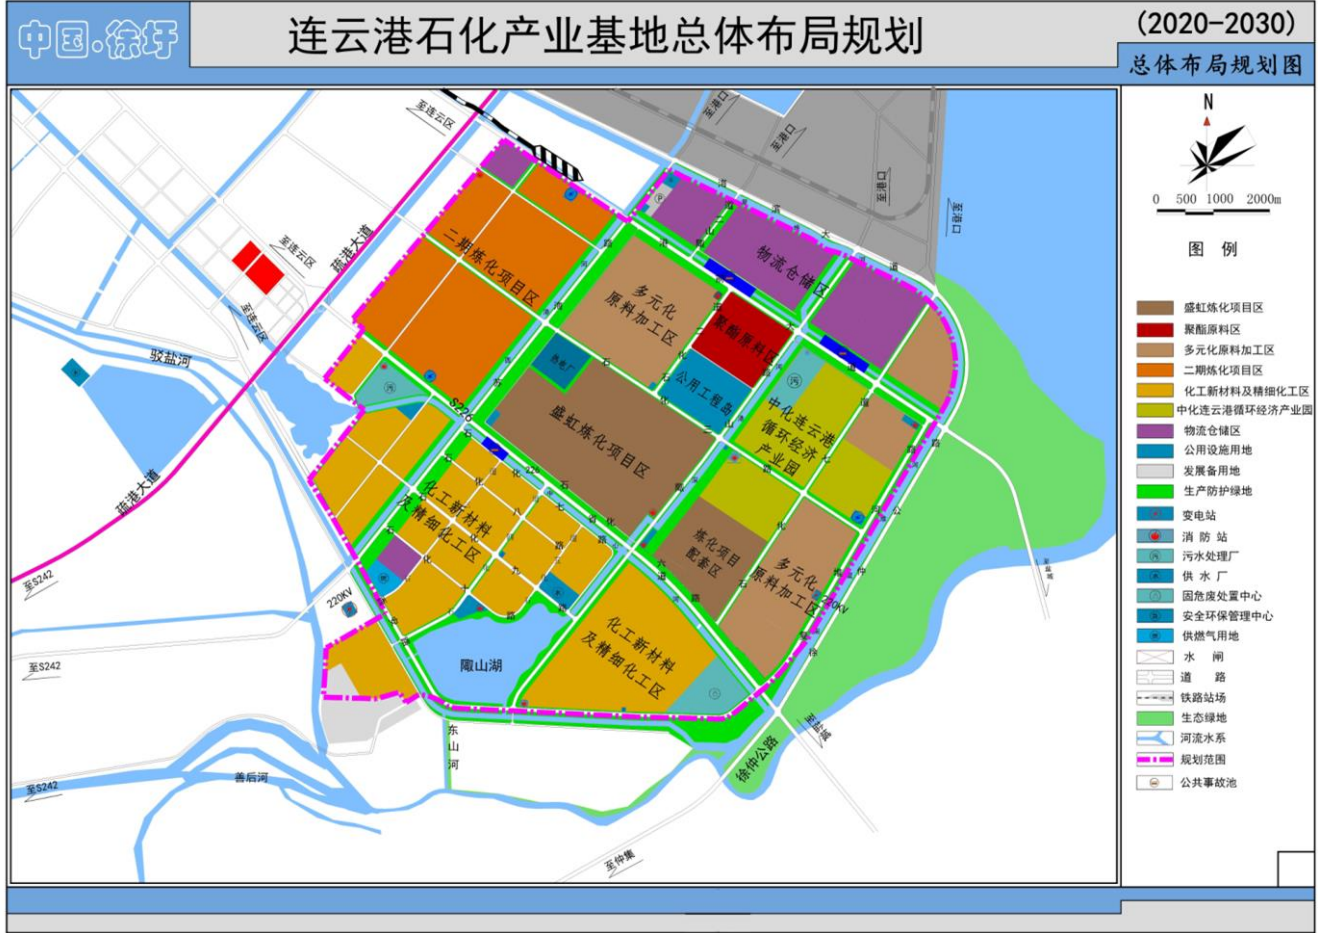 中国·徐圩
连云港石化产业基地总体布局规划
(2020-2030)
总体布局规划图
N
0 500 1000 2000m
图 例
盛虹炼化项目区
聚酯原料区
多元化原料加工区
二期炼化项目区
化工新材料及精细化工区
中化连云港循环经济产业园
物流仓储区
公用设施用地
发展备用地
生产防护绿地
变电站
消 防 站
污水处理厂
供 水 厂
固危废处置中心
安全环保管理中心
供燃气用地
水 闸
道 路
铁路站场
生态绿地
河流水系
规划范围
公共事故池
至连云区
至港口
至港口
至港口
至港口
疏港大道
至连云区
至连云区
驳盐河
疏港大道
至S242
220KV
至S242
至S242
善后河
二期炼化项目区
多元化
原料加工区
物流仓储区
聚酯原料区
热电厂
公用工程岛
盛虹炼化项目区
中化连云港
循环经济
产业园
S226
化工新材料
及精细化工区
炼化项目
配套区
多元化
原料加工区
220KV
化工新材料
及精细化工区
陬山湖
东
山
河
至盐城
徐仲公路
至仲集